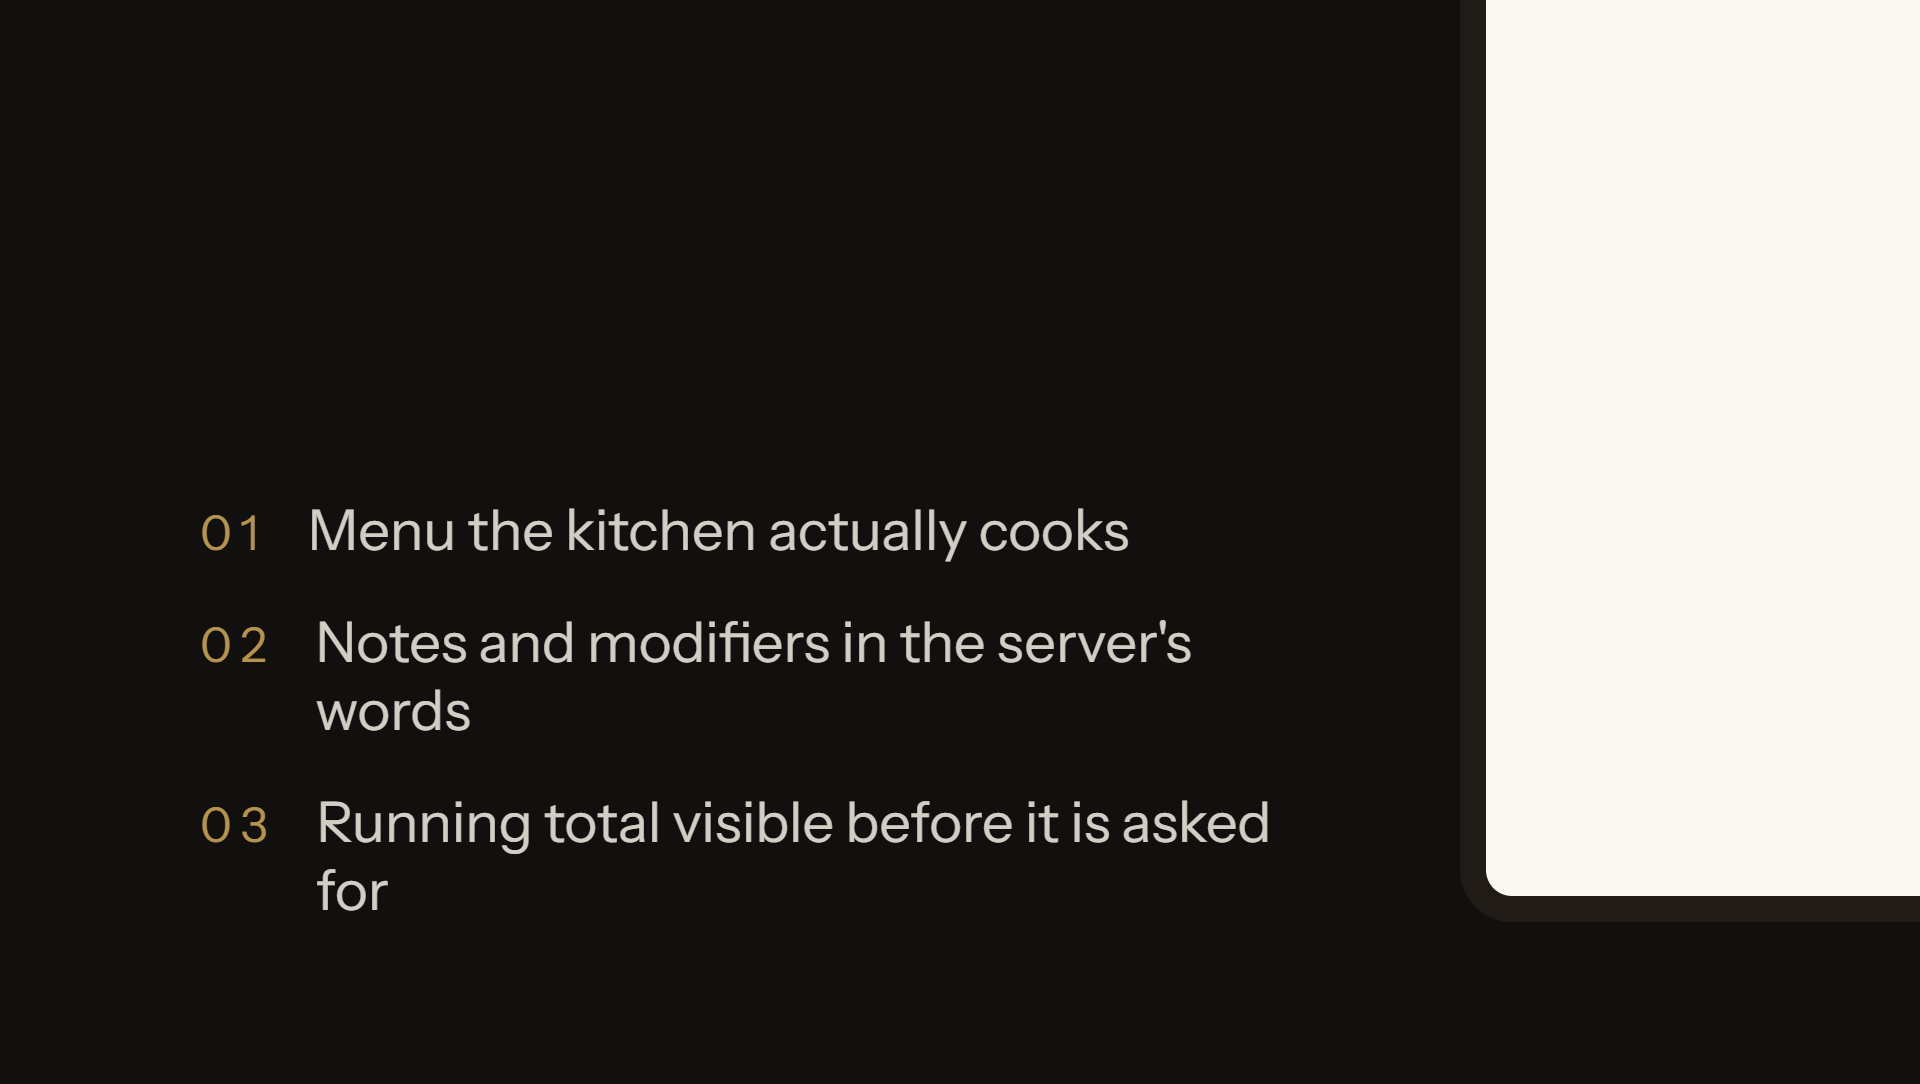 01 Menu the kitchen actually cooks
02 Notes and modifiers in the server's
words
03 Running total visible before it is asked
for